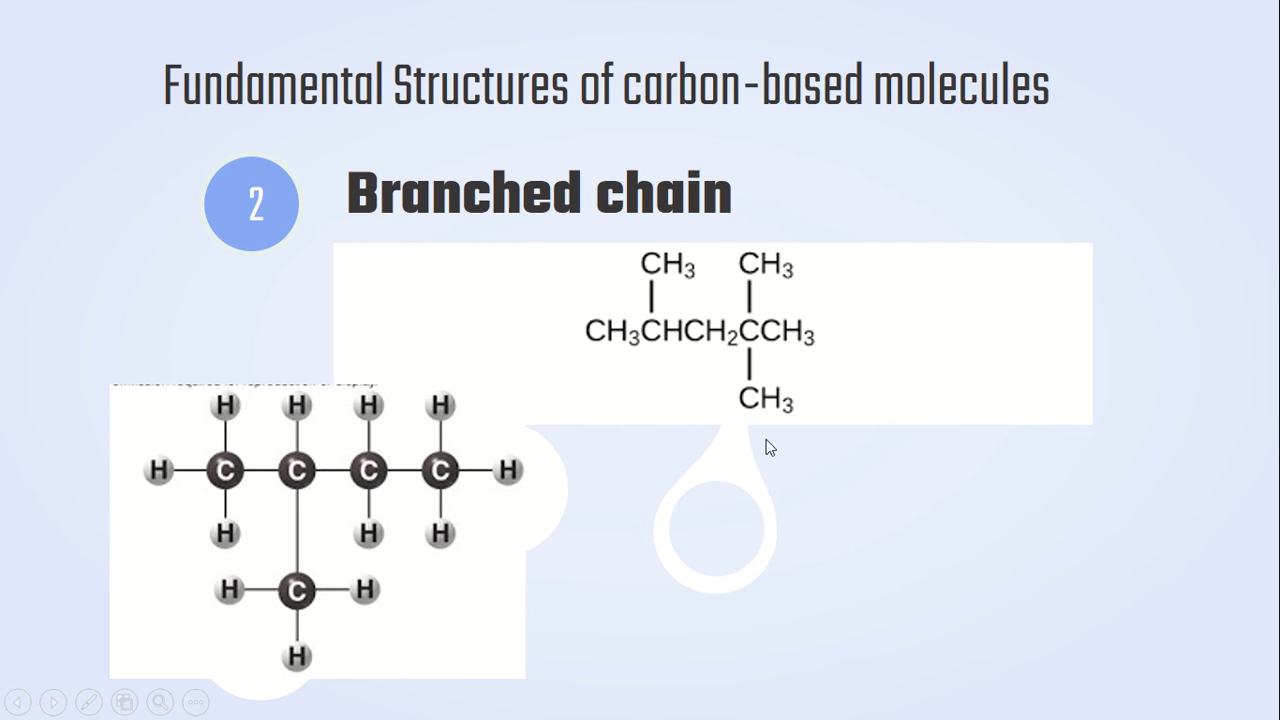 Fundamental Structures of carbon-based molecules
2
Branched chain
CH₃ CH₃
CH₃CHCH₂CCH₃
CH₃
H H H H
H C C C C H
H H H
H C H
H